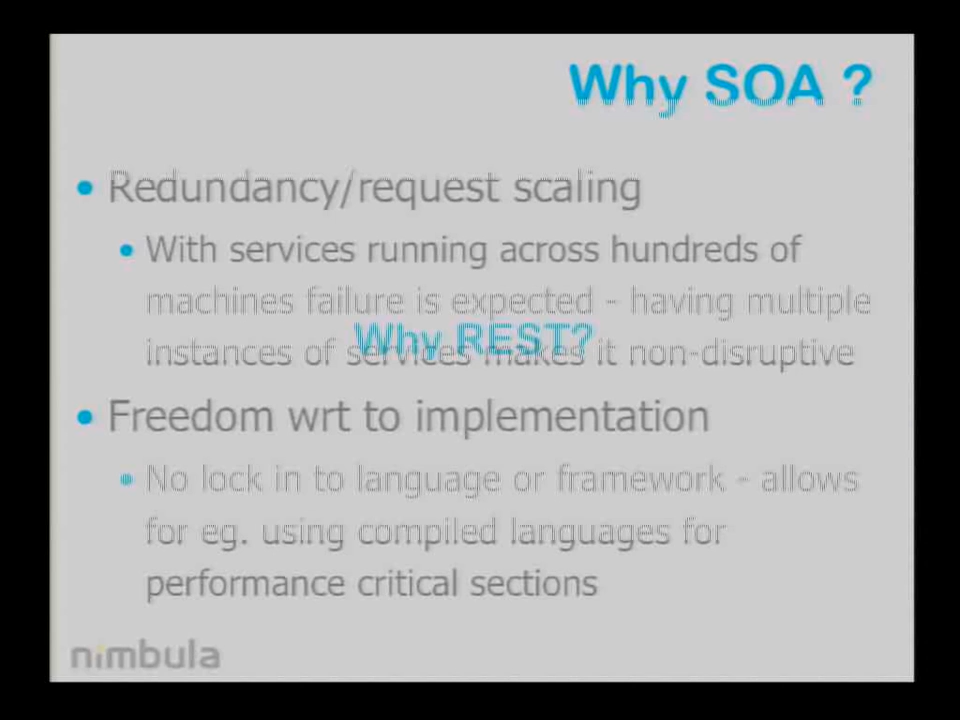 Why SOA ?
• Redundancy/request scaling
• With services running across hundreds of
machines failure is expected - having multiple
Why REST?
instances of services makes it non-disruptive
• Freedom wrt to implementation
• No lock in to language or framework - allows
for eg. using compiled languages for
performance critical sections
nimbula